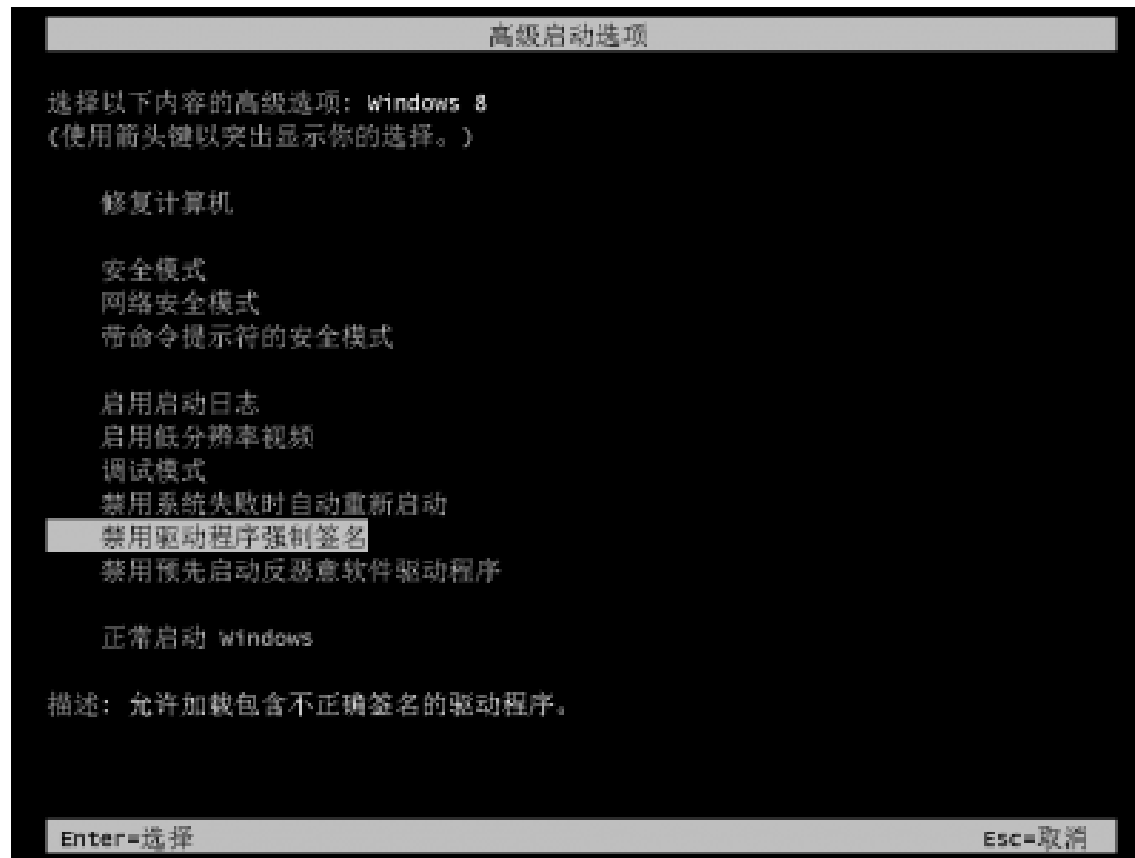 高级启动选项
选择以下内容的高级选项: Windows 8
(使用箭头键以突出显示你的选择。)
修复计算机
安全模式
网络安全模式
带命令提示符的安全模式
启用启动日志
启用低分辨率视频
调试模式
禁用系统失败时自动重新启动
禁用驱动程序强制签名
禁用预先启动反恶意软件驱动程序
正常启动 Windows
描述: 允许加载包含不正确签名的驱动程序。
Enter=选择 Esc=取消